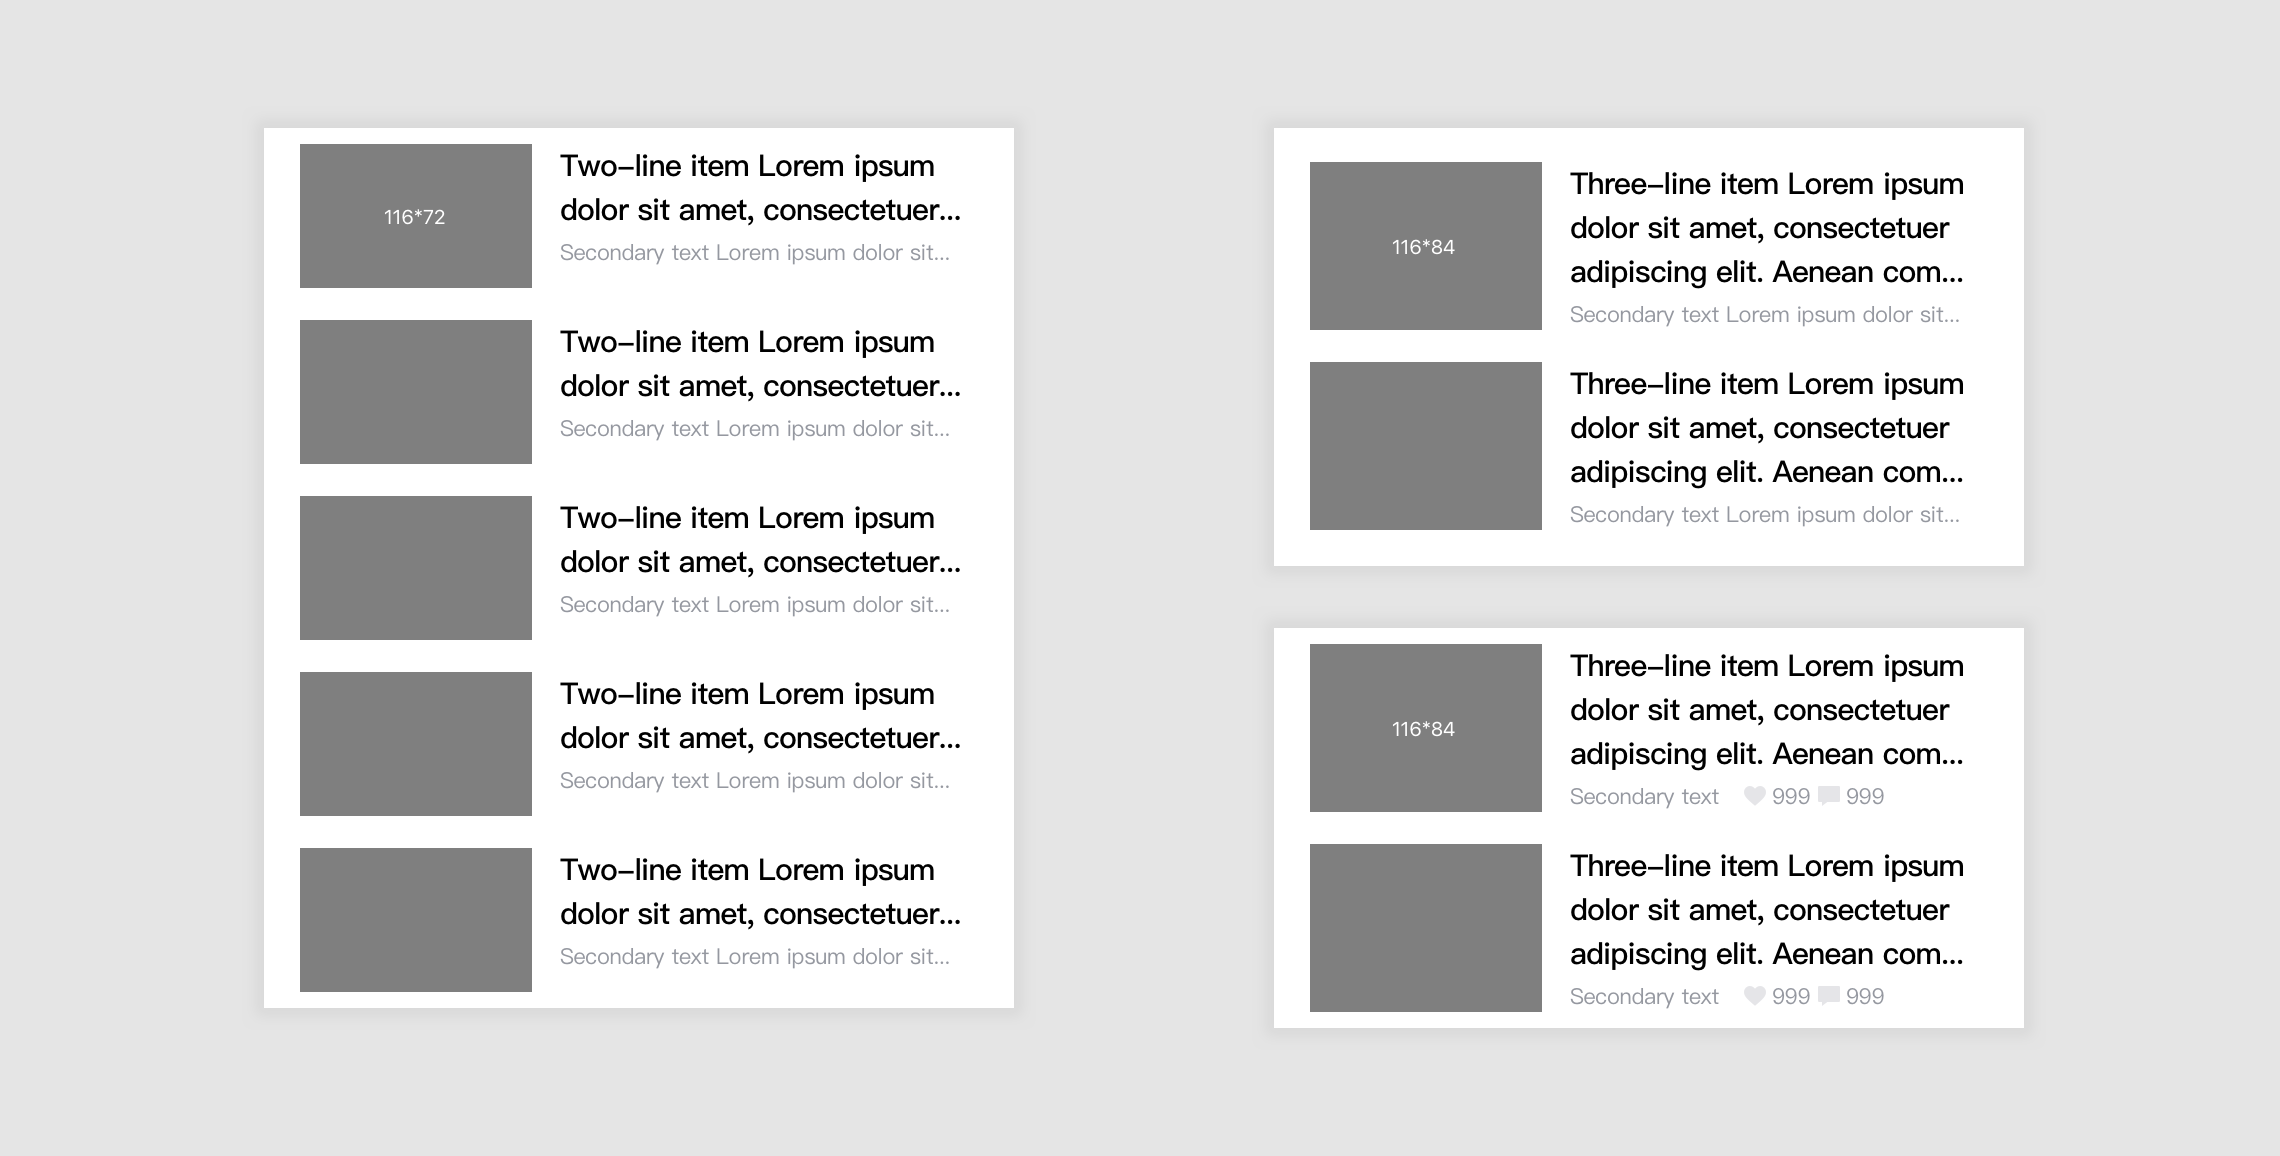 116*72
Two-line item Lorem ipsum
dolor sit amet, consectetuer...
Secondary text Lorem ipsum dolor sit...
Two-line item Lorem ipsum
dolor sit amet, consectetuer...
Secondary text Lorem ipsum dolor sit...
Two-line item Lorem ipsum
dolor sit amet, consectetuer...
Secondary text Lorem ipsum dolor sit...
Two-line item Lorem ipsum
dolor sit amet, consectetuer...
Secondary text Lorem ipsum dolor sit...
Two-line item Lorem ipsum
dolor sit amet, consectetuer...
Secondary text Lorem ipsum dolor sit...
116*84
Three-line item Lorem ipsum
dolor sit amet, consectetuer
adipiscing elit. Aenean com...
Secondary text Lorem ipsum dolor sit...
Three-line item Lorem ipsum
dolor sit amet, consectetuer
adipiscing elit. Aenean com...
Secondary text Lorem ipsum dolor sit...
116*84
Three-line item Lorem ipsum
dolor sit amet, consectetuer
adipiscing elit. Aenean com...
Secondary text 999 999
Three-line item Lorem ipsum
dolor sit amet, consectetuer
adipiscing elit. Aenean com...
Secondary text 999 999